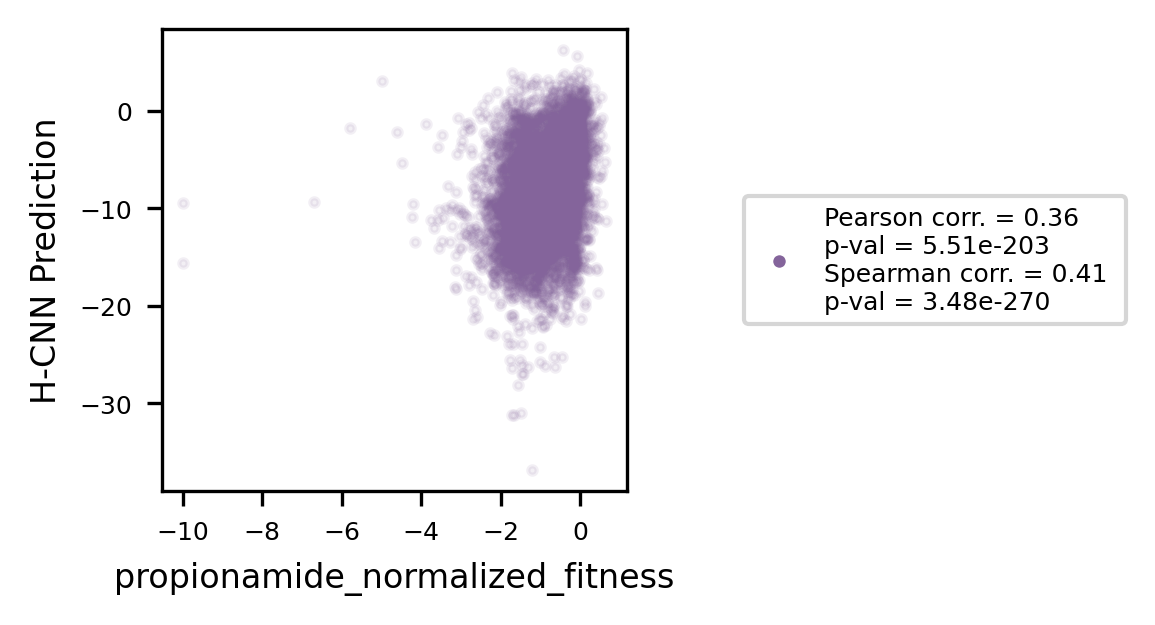 H-CNN Prediction
0
−10
−20
−30
−10 −8 −6 −4 −2 0
propionamide_normalized_fitness
Pearson corr. = 0.36
p-val = 5.51e-203
Spearman corr. = 0.41
p-val = 3.48e-270